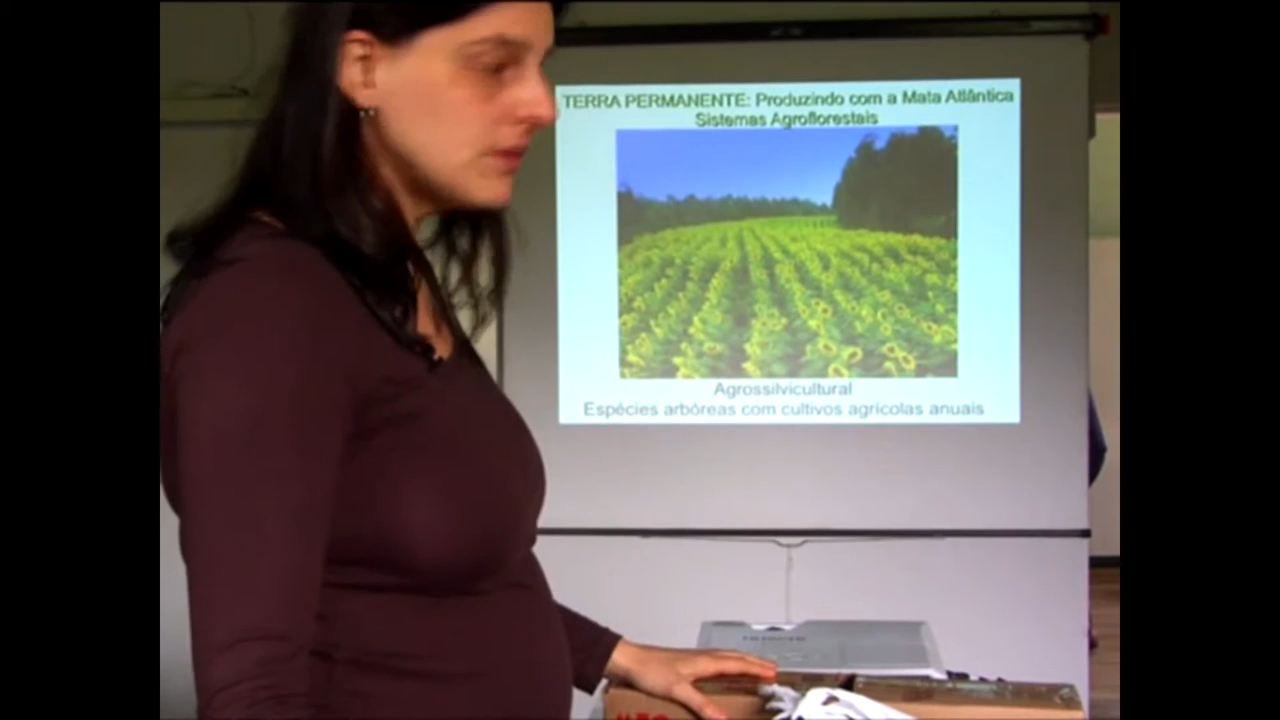 TERRA PERMANENTE: Produzindo com a Mata Atlântica
Sistemas Agroflorestais
Agrossilvicultural
Espécies arbóreas com cultivos agrícolas anuais